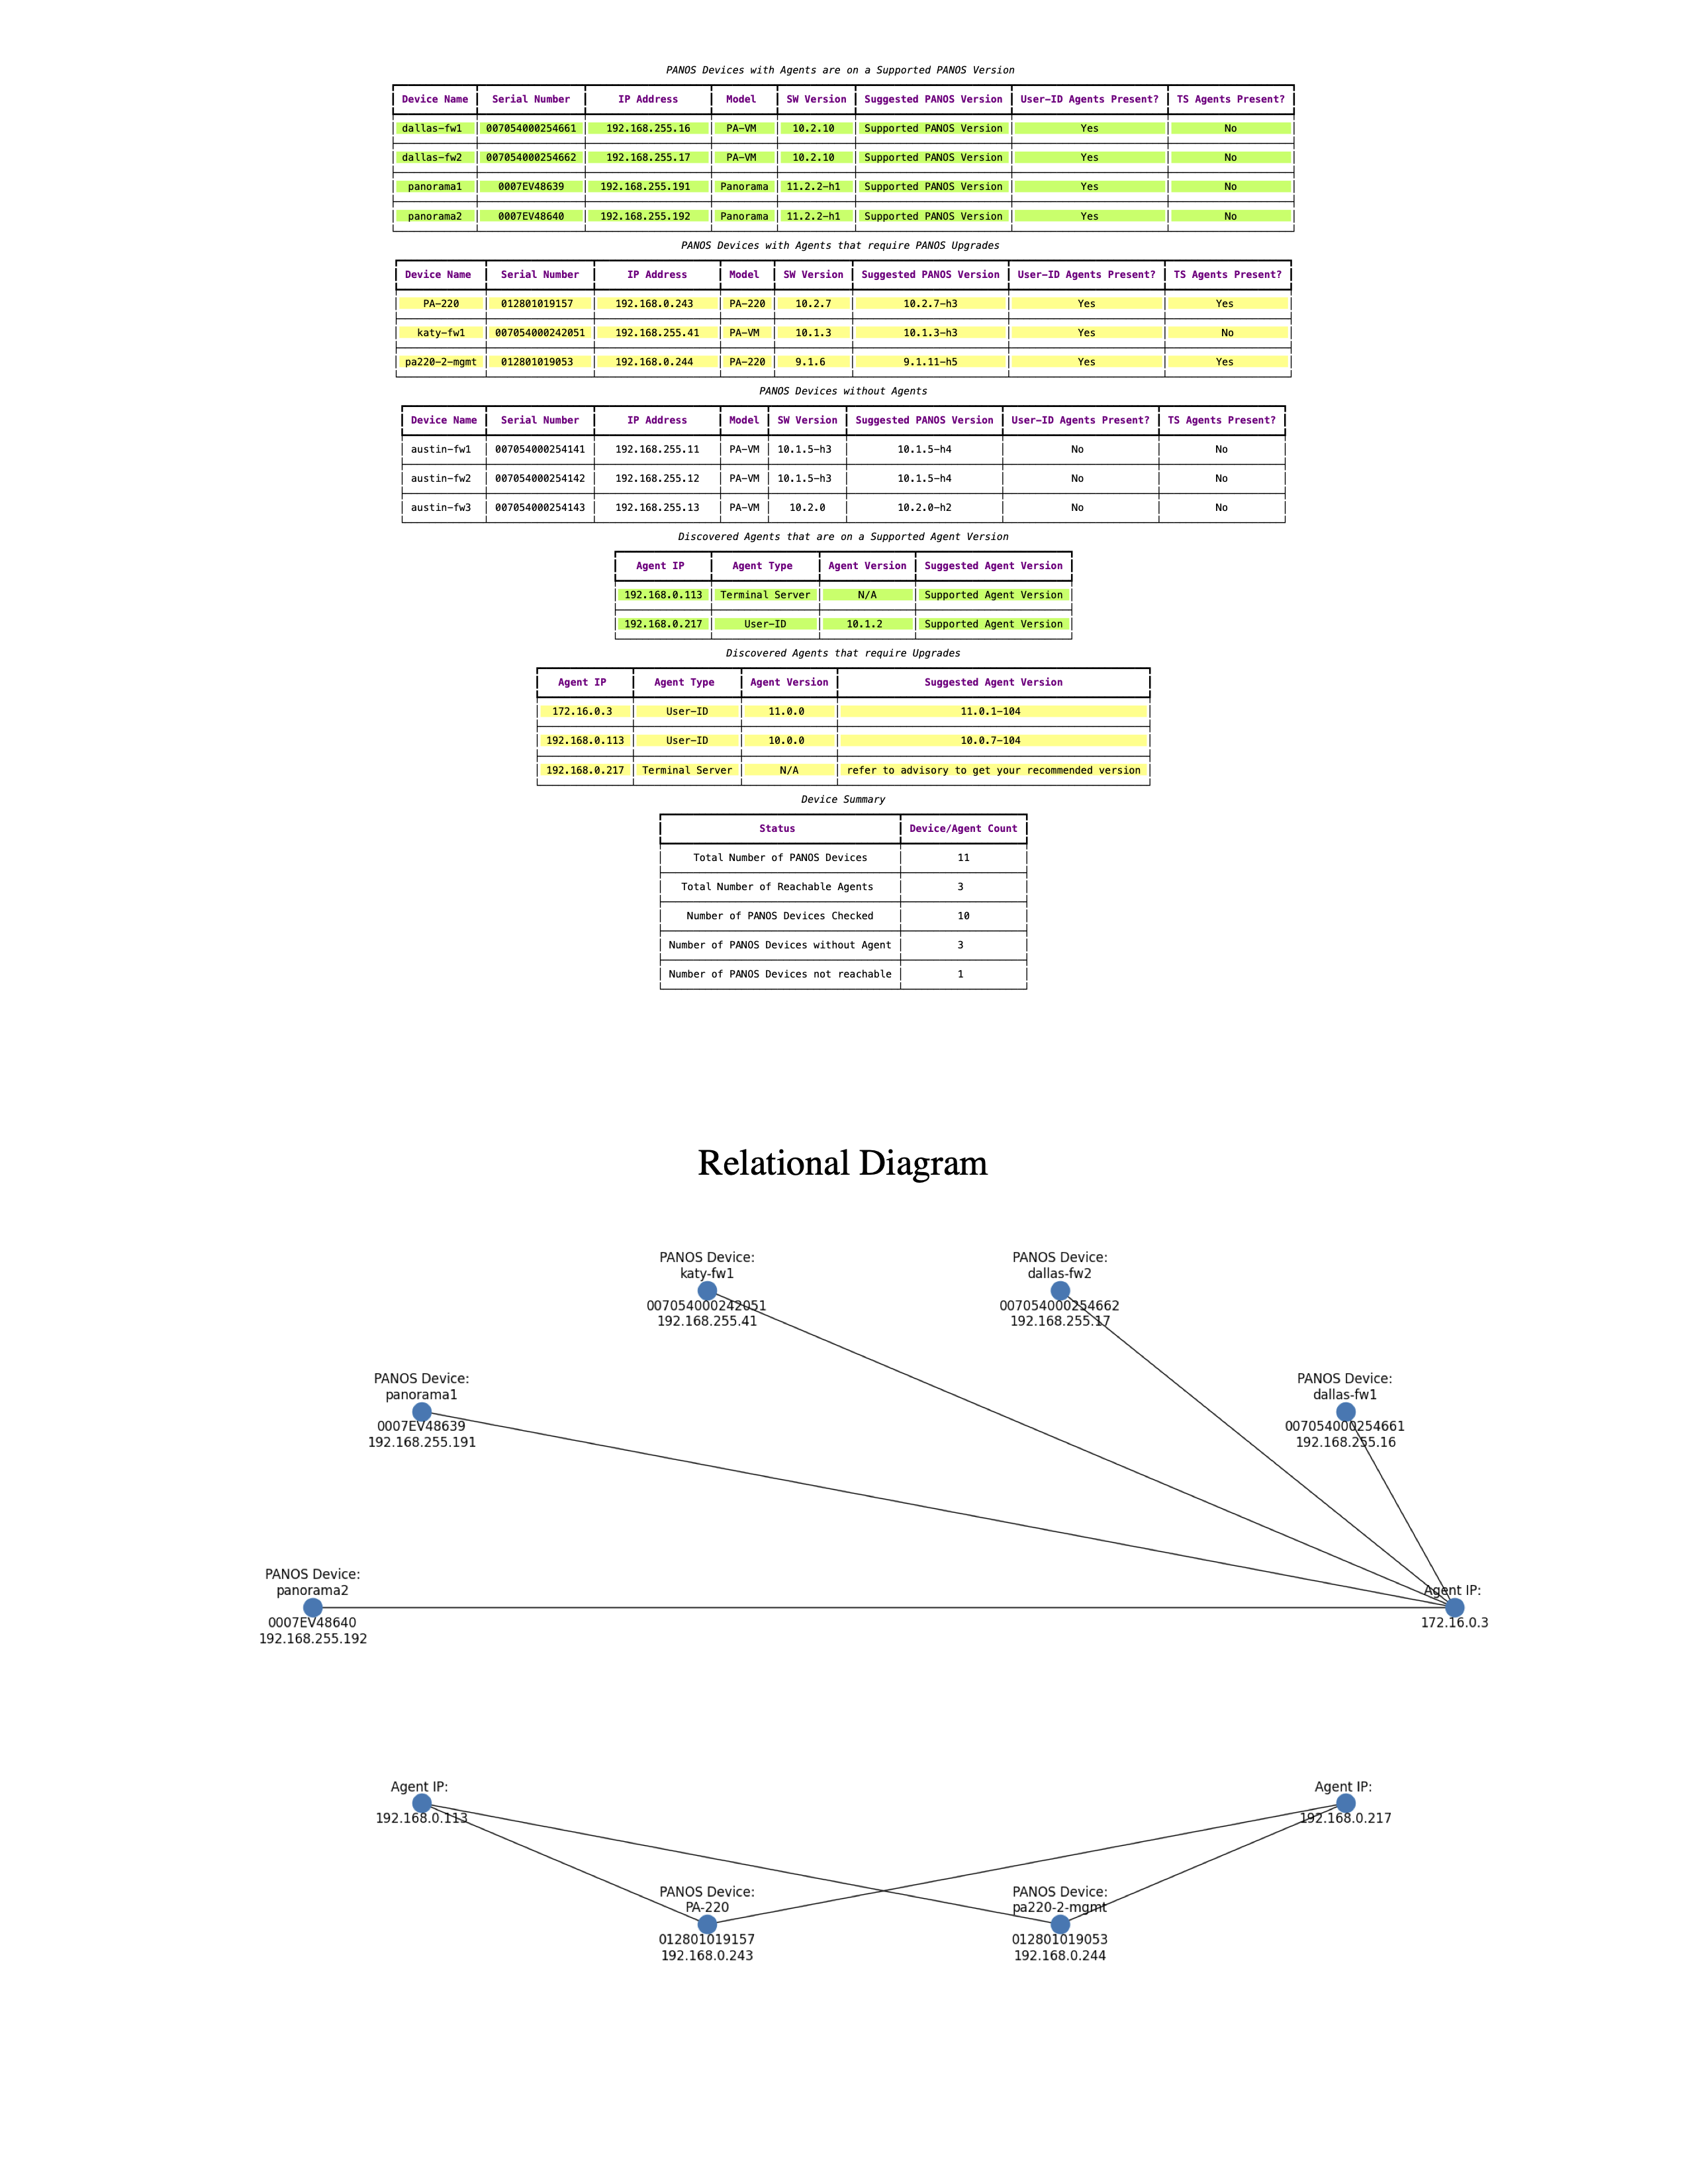 PANOS Devices with Agents are on a Supported PANOS Version
Device Name Serial Number IP Address Model SW Version Suggested PANOS Version User-ID Agents Present? TS Agents Present?
dallas-fw1 007054000254661 192.168.255.16 PA-VM 10.2.10 Supported PANOS Version Yes No
dallas-fw2 007054000254662 192.168.255.17 PA-VM 10.2.10 Supported PANOS Version Yes No
panorama1 0007EV48639 192.168.255.191 Panorama 11.2.2-h1 Supported PANOS Version Yes No
panorama2 0007EV48640 192.168.255.192 Panorama 11.2.2-h1 Supported PANOS Version Yes No
PANOS Devices with Agents that require PANOS Upgrades
Device Name Serial Number IP Address Model SW Version Suggested PANOS Version User-ID Agents Present? TS Agents Present?
PA-220 012801019157 192.168.0.243 PA-220 10.2.7 10.2.7-h3 Yes Yes
katy-fw1 007054000242051 192.168.255.41 PA-VM 10.1.3 10.1.3-h3 Yes No
pa220-2-mgmt 012801019053 192.168.0.244 PA-220 9.1.6 9.1.11-h5 Yes Yes
PANOS Devices without Agents
Device Name Serial Number IP Address Model SW Version Suggested PANOS Version User-ID Agents Present? TS Agents Present?
austin-fw1 007054000254141 192.168.255.11 PA-VM 10.1.5-h3 10.1.5-h4 No No
austin-fw2 007054000254142 192.168.255.12 PA-VM 10.1.5-h3 10.1.5-h4 No No
austin-fw3 007054000254143 192.168.255.13 PA-VM 10.2.0 10.2.0-h2 No No
Discovered Agents that are on a Supported Agent Version
Agent IP Agent Type Agent Version Suggested Agent Version
192.168.0.113 Terminal Server N/A Supported Agent Version
192.168.0.217 User-ID 10.1.2 Supported Agent Version
Discovered Agents that require Upgrades
Agent IP Agent Type Agent Version Suggested Agent Version
172.16.0.3 User-ID 11.0.0 11.0.1-104
192.168.0.113 User-ID 10.0.0 10.0.7-104
192.168.0.217 Terminal Server N/A refer to advisory to get your recommended version
Device Summary
Status Device/Agent Count
Total Number of PANOS Devices 11
Total Number of Reachable Agents 3
Number of PANOS Devices Checked 10
Number of PANOS Devices without Agent 3
Number of PANOS Devices not reachable 1
Relational Diagram
PANOS Device:
katy-fw1
007054000242051
192.168.255.41
PANOS Device:
dallas-fw2
007054000254662
192.168.255.17
PANOS Device:
panorama1
0007EV48639
192.168.255.191
PANOS Device:
dallas-fw1
007054000254661
192.168.255.16
PANOS Device:
panorama2
0007EV48640
192.168.255.192
Agent IP:
172.16.0.3
Agent IP:
192.168.0.113
Agent IP:
192.168.0.217
PANOS Device:
PA-220
012801019157
192.168.0.243
PANOS Device:
pa220-2-mgmt
012801019053
192.168.0.244